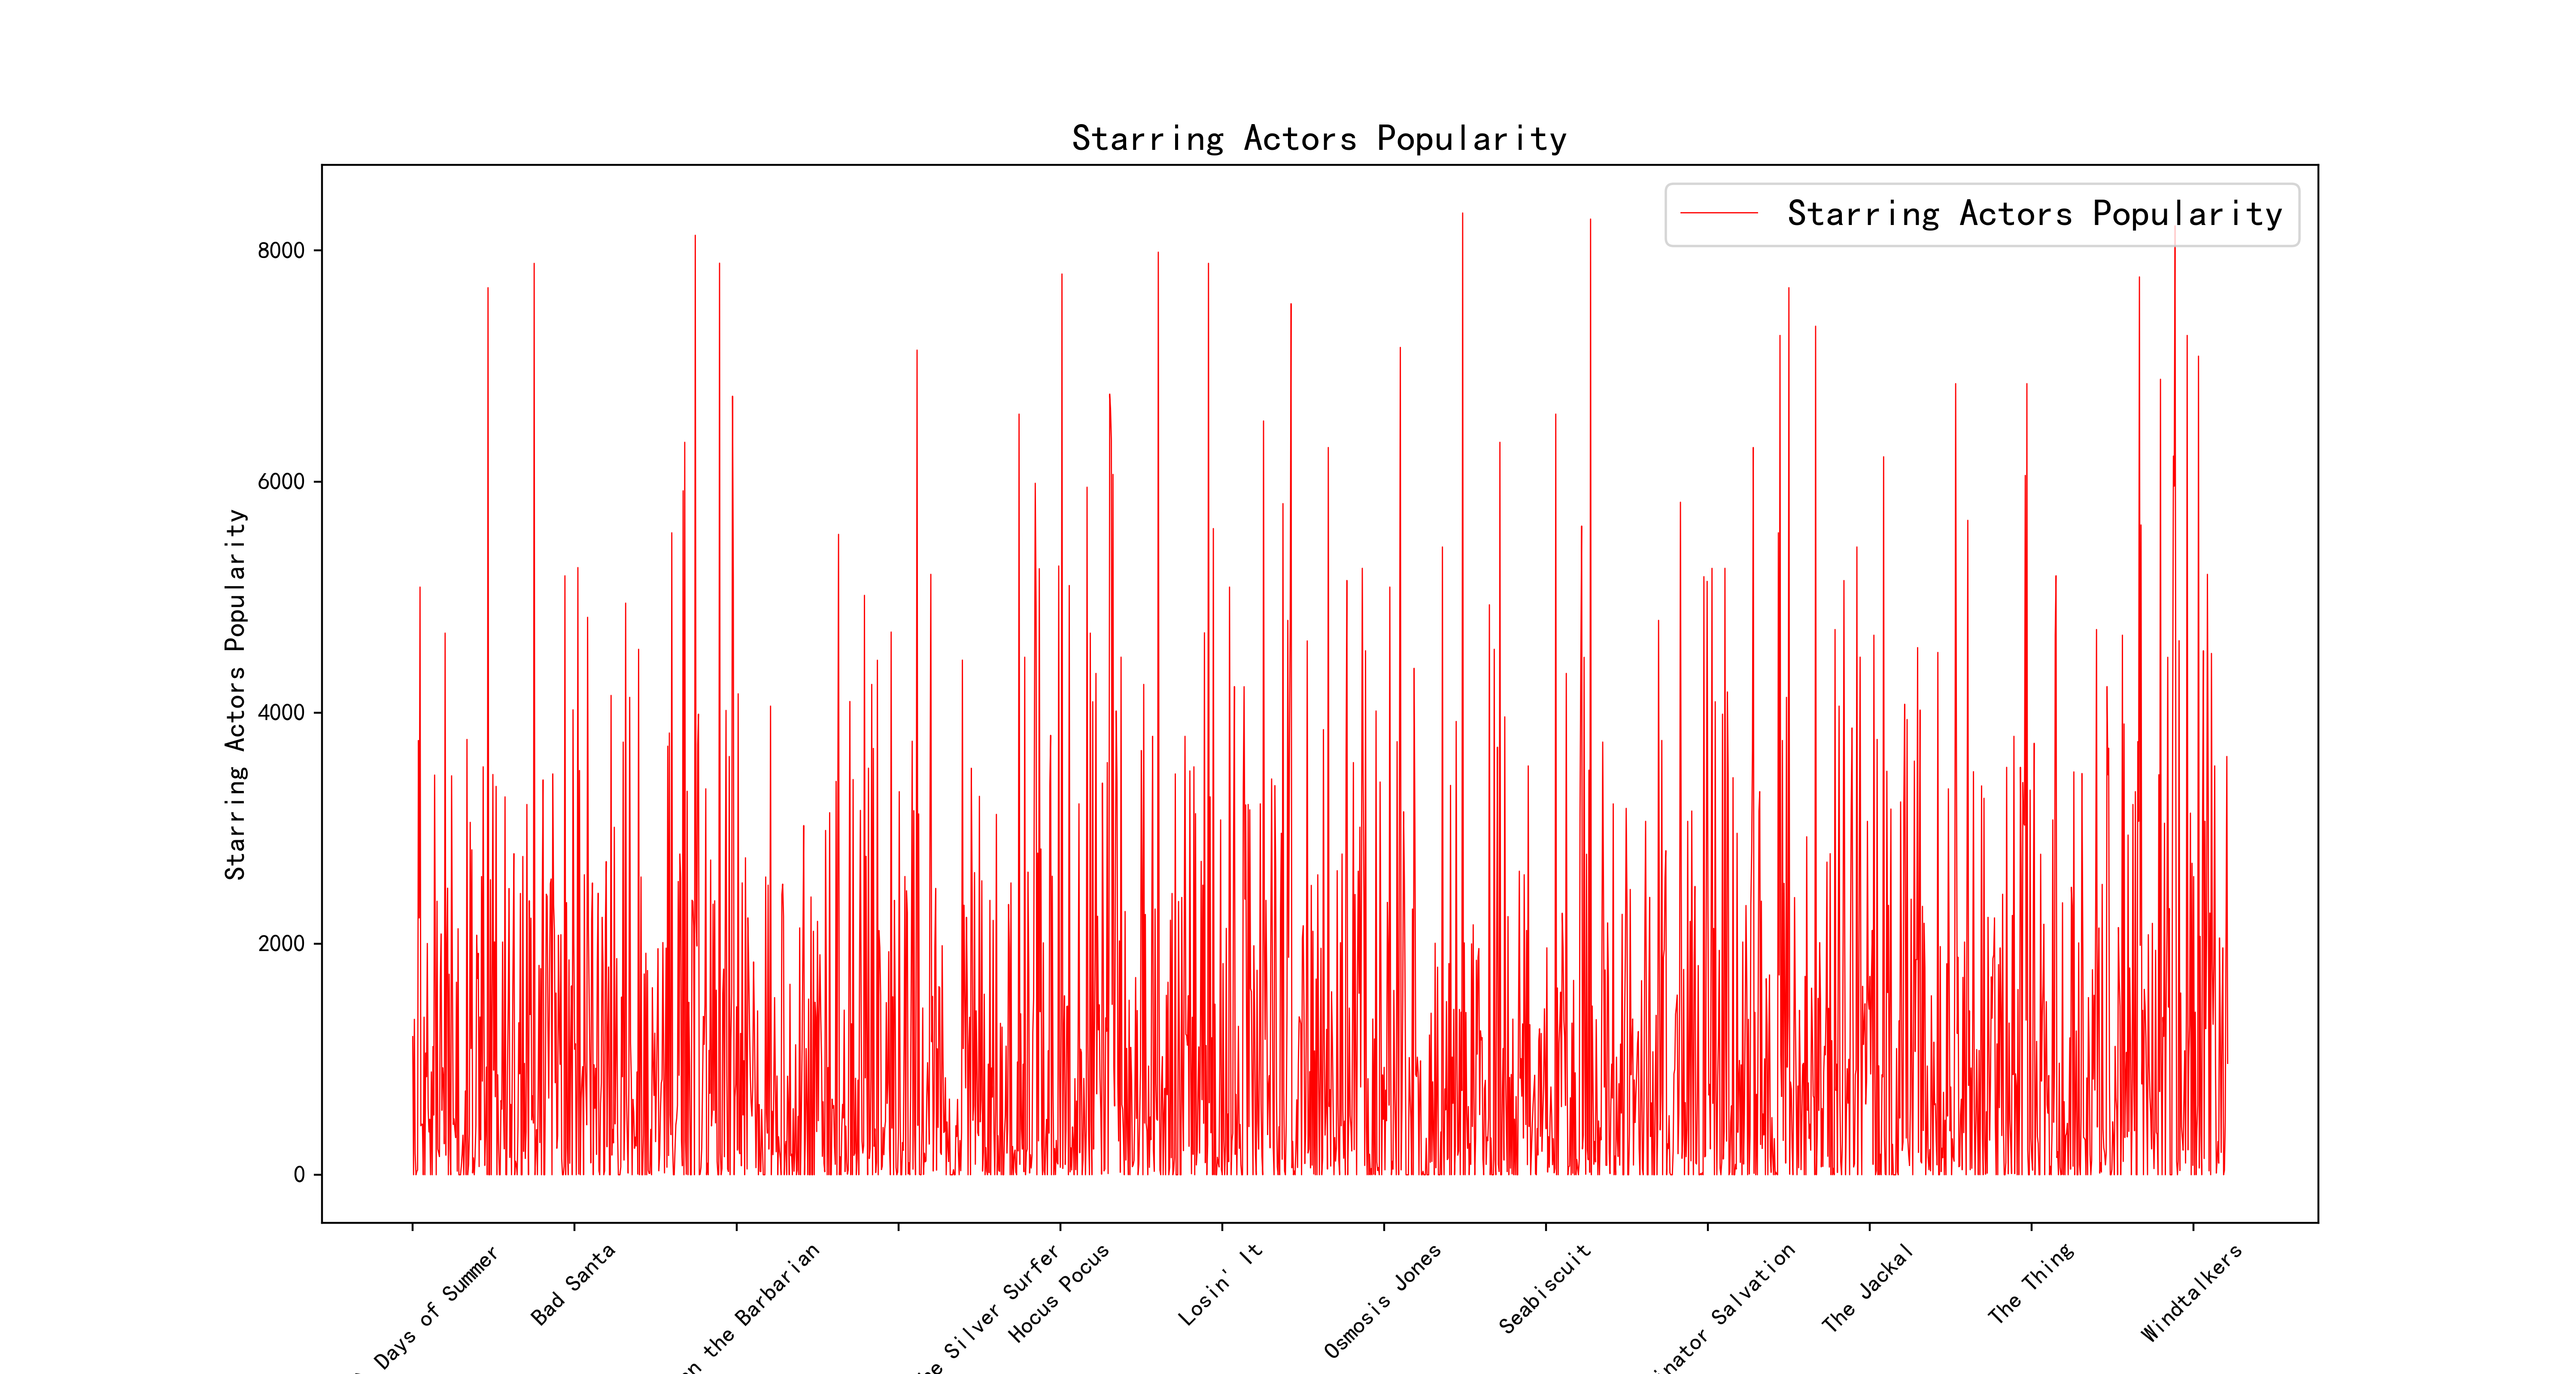 Starring Actors Popularity
Starring Actors Popularity
8000
6000
4000
2000
0
Starring Actors Popularity
Days of Summer
Bad Santa
the Barbarian
Silver Surfer
Hocus Pocus
Losin' It
Osmosis Jones
Seabiscuit
Salvation
The Jackal
The Thing
Windtalkers